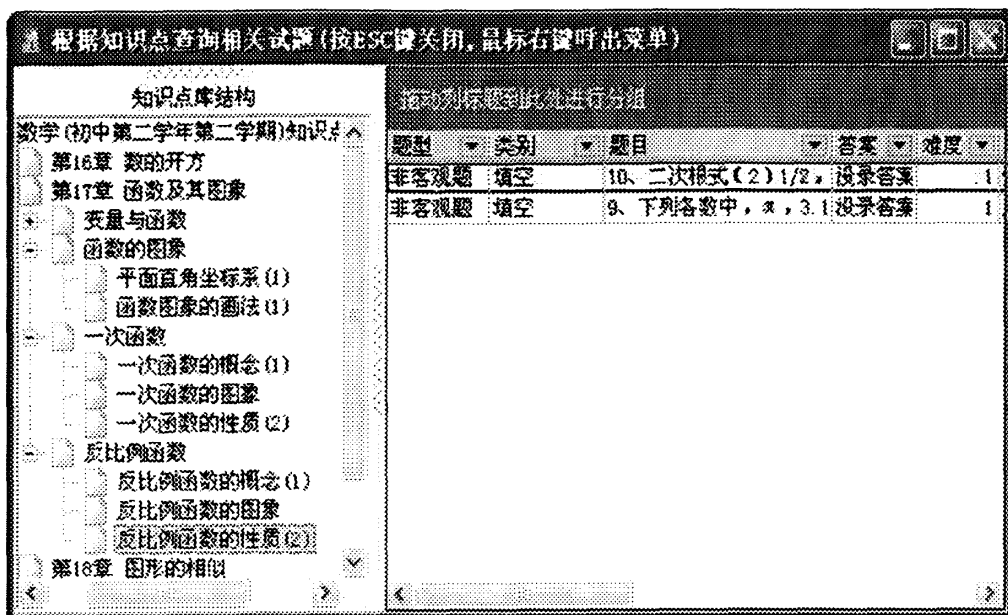 根据知识点查询相关试题(按ESC键关闭,鼠标右键呼出菜单)
知识点库结构
数学(初中第二学年第二学期)知识点
第16章 数的开方
第17章 函数及其图象
变量与函数
函数的图象
平面直角坐标系(1)
函数图象的画法(1)
一次函数
一次函数的概念(1)
一次函数的图象
一次函数的性质(2)
反比例函数
反比例函数的概念(1)
反比例函数的图象
反比例函数的性质(2)
第18章 图形的相似
拖动列标题到此处进行分组
题型 类别 题目 答案 难度
非客观题 填空 10、二次根式(2)1/2, 没录答案 1
非客观题 填空 9、下列各数中,π,3.1 没录答案 1